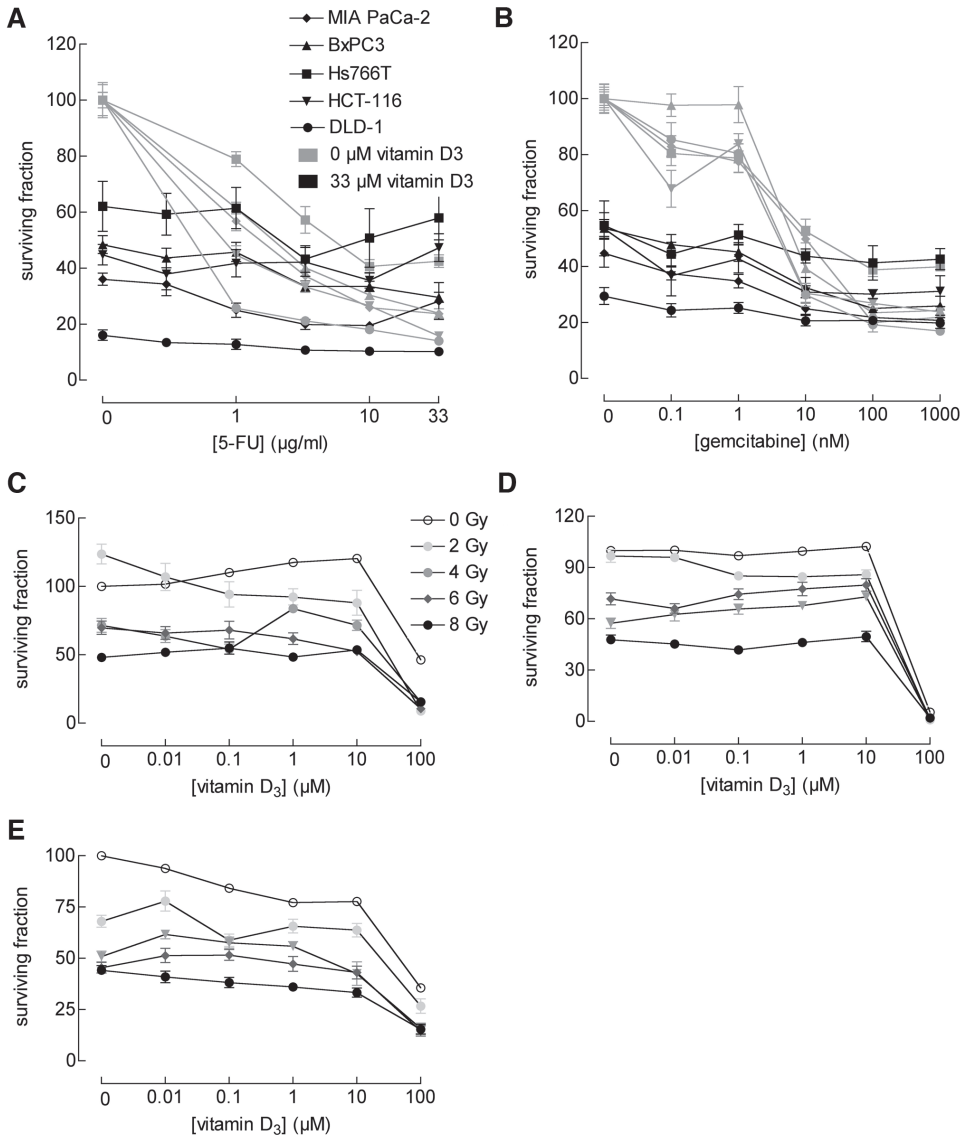 A
MIA PaCa-2
BxPC3
Hs766T
HCT-116
DLD-1
0 µM vitamin D3
33 µM vitamin D3
120
100
80
60
40
20
0
surviving fraction
0
1
10
33
[5-FU] (µg/ml)
B
120
100
80
60
40
20
0
surviving fraction
0
0.1
1
10
100
1000
[gemcitabine] (nM)
C
150
100
50
0
surviving fraction
0
0.01
0.1
1
10
100
[vitamin D3] (µM)
0 Gy
2 Gy
4 Gy
6 Gy
8 Gy
D
120
90
60
30
0
surviving fraction
0
0.01
0.1
1
10
100
[vitamin D3] (µM)
E
100
75
50
25
0
surviving fraction
0
0.01
0.1
1
10
100
[vitamin D3] (µM)